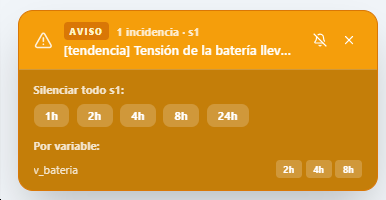 AVISO 1 incidencia · s1
[tendencia] Tensión de la batería llev...
Silenciar todo s1:
1h 2h 4h 8h 24h
Por variable:
v_bateria 2h 4h 8h